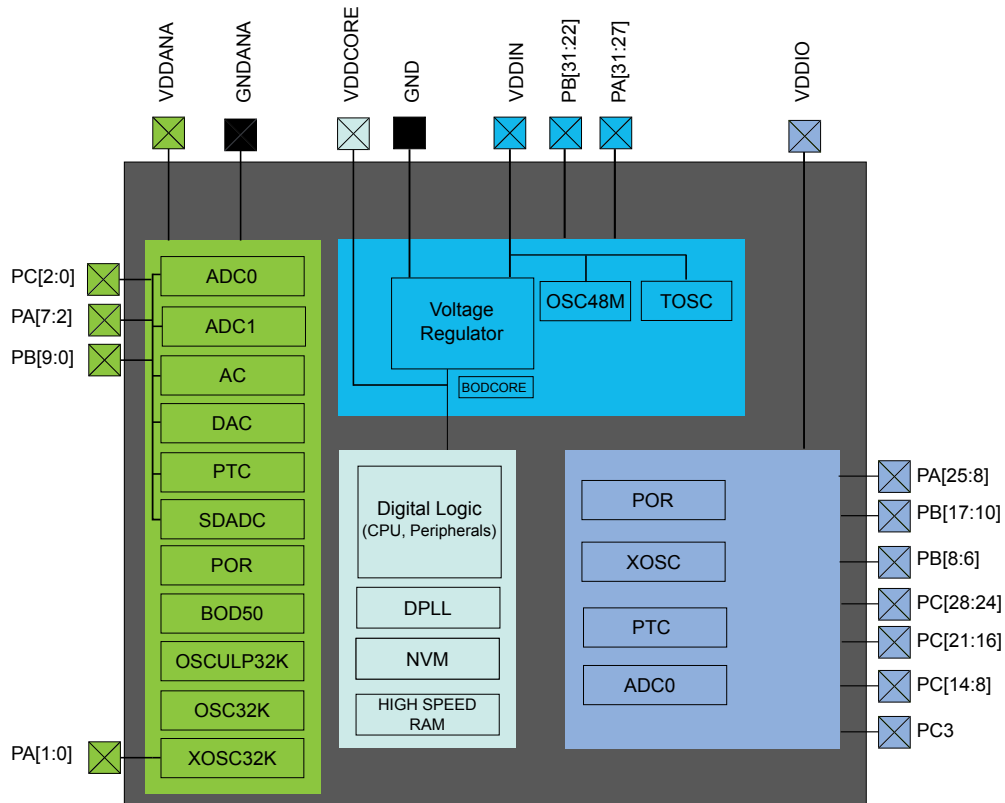 VDDANA
GNDANA
VDDCORE
GND
VDDIN
PB[31:22]
PA[31:27]
VDDIO
PC[2:0]
PA[7:2]
PB[9:0]
PA[1:0]
ADC0
ADC1
AC
DAC
PTC
SDADC
POR
BOD50
OSCULP32K
OSC32K
XOSC32K
Voltage
Regulator
OSC48M
TOSC
BODCORE
Digital Logic
(CPU, Peripherals)
DPLL
NVM
HIGH SPEED
RAM
POR
XOSC
PTC
ADC0
PA[25:8]
PB[17:10]
PB[8:6]
PC[28:24]
PC[21:16]
PC[14:8]
PC3